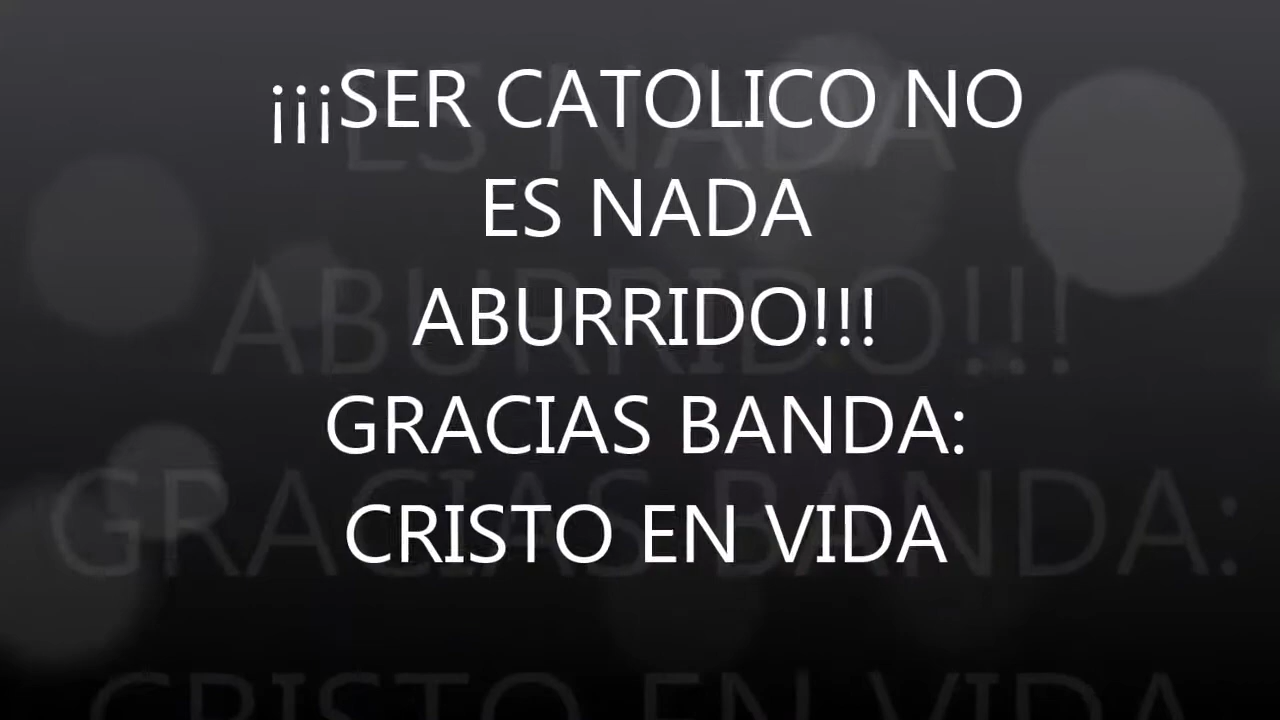 ¡¡¡SER CATOLICO NO
ES NADA
ABURRIDO!!!
GRACIAS BANDA:
CRISTO EN VIDA